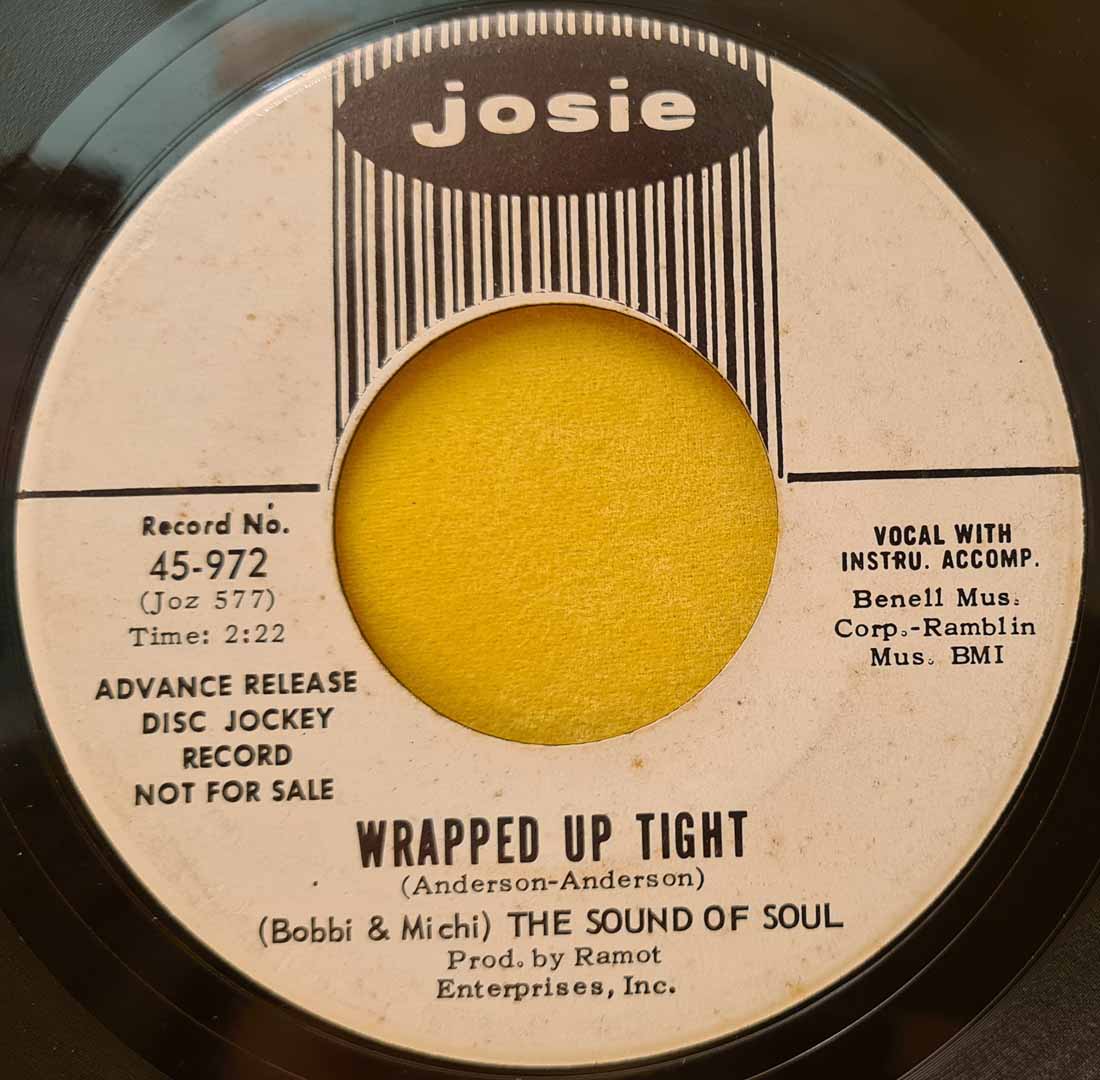 josie
Record No.
45-972
(Joz 577)
Time: 2:22
ADVANCE RELEASE
DISC JOCKEY
RECORD
NOT FOR SALE
VOCAL WITH
INSTRU. ACCOMP.
Benell Mus.
Corp.-Ramblin
Mus. BMI
WRAPPED UP TIGHT
(Anderson-Anderson)
(Bobbi & Michi) THE SOUND OF SOUL
Prod. by Ramot
Enterprises, Inc.